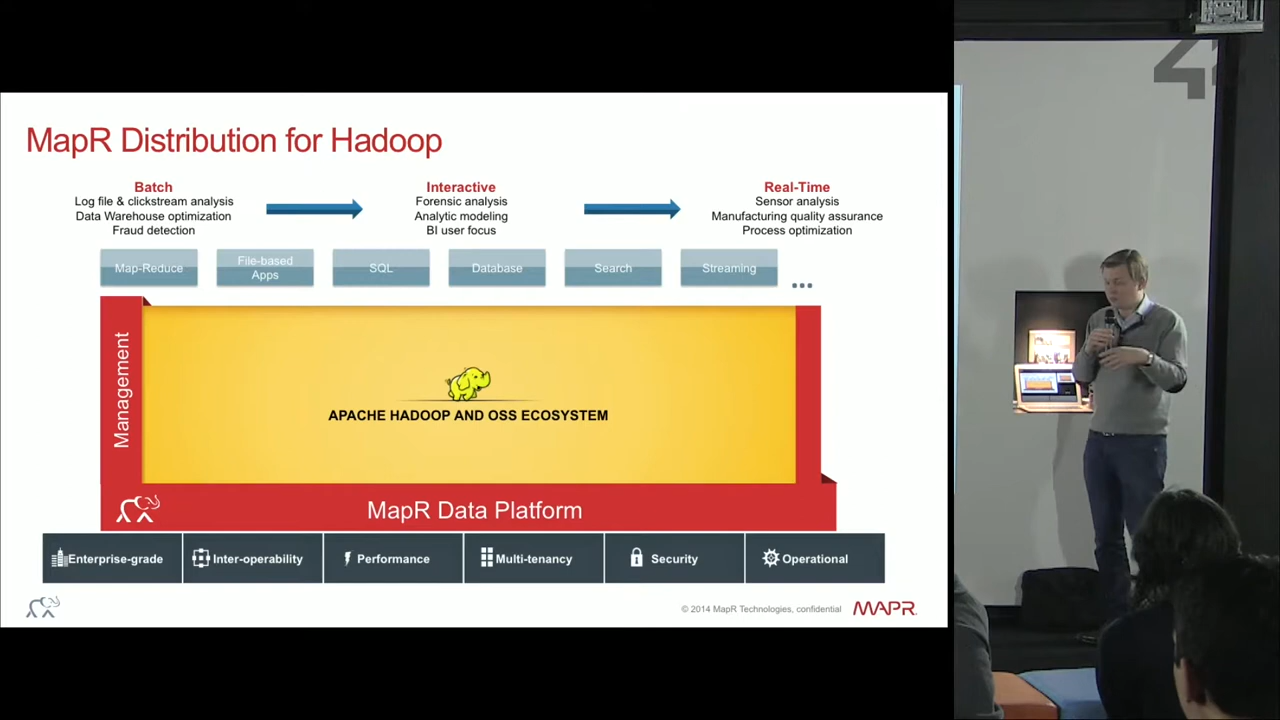 MapR Distribution for Hadoop
Batch
Log file & clickstream analysis
Data Warehouse optimization
Fraud detection
Interactive
Forensic analysis
Analytic modeling
BI user focus
Real-Time
Sensor analysis
Manufacturing quality assurance
Process optimization
Map-Reduce
File-based
Apps
SQL
Database
Search
Streaming
...
Management
APACHE HADOOP AND OSS ECOSYSTEM
MapR Data Platform
Enterprise-grade
Inter-operability
Performance
Multi-tenancy
Security
Operational
© 2014 MapR Technologies, confidential
MAPR